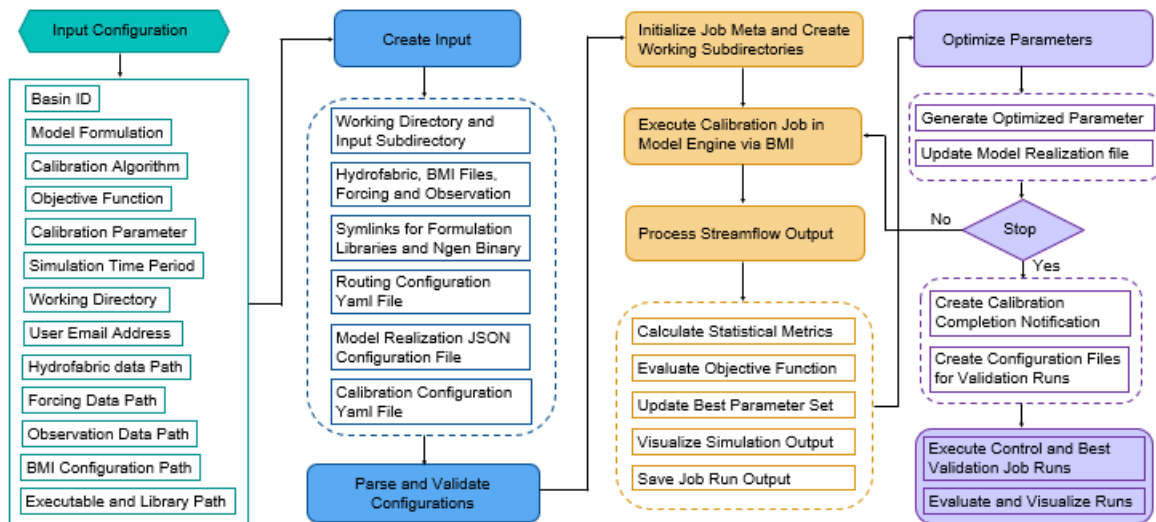 Input Configuration
Basin ID
Model Formulation
Calibration Algorithm
Objective Function
Calibration Parameter
Simulation Time Period
Working Directory
User Email Address
Hydrofabric data Path
Forcing Data Path
Observation Data Path
BMI Configuration Path
Executable and Library Path
Create Input
Working Directory and
Input Subdirectory
Hydrofabric, BMI Files,
Forcing and Observation
Symlinks for Formulation
Libraries and Ngen Binary
Routing Configuration
Yaml File
Model Realization JSON
Configuration File
Calibration Configuration
Yaml File
Parse and Validate
Configurations
Initialize Job Meta and Create
Working Subdirectories
Execute Calibration Job in
Model Engine via BMI
Process Streamflow Output
Calculate Statistical Metrics
Evaluate Objective Function
Update Best Parameter Set
Visualize Simulation Output
Save Job Run Output
Optimize Parameters
Generate Optimized Parameter
Update Model Realization file
No
Stop
Yes
Create Calibration
Completion Notification
Create Configuration Files
for Validation Runs
Execute Control and Best
Validation Job Runs
Evaluate and Visualize Runs